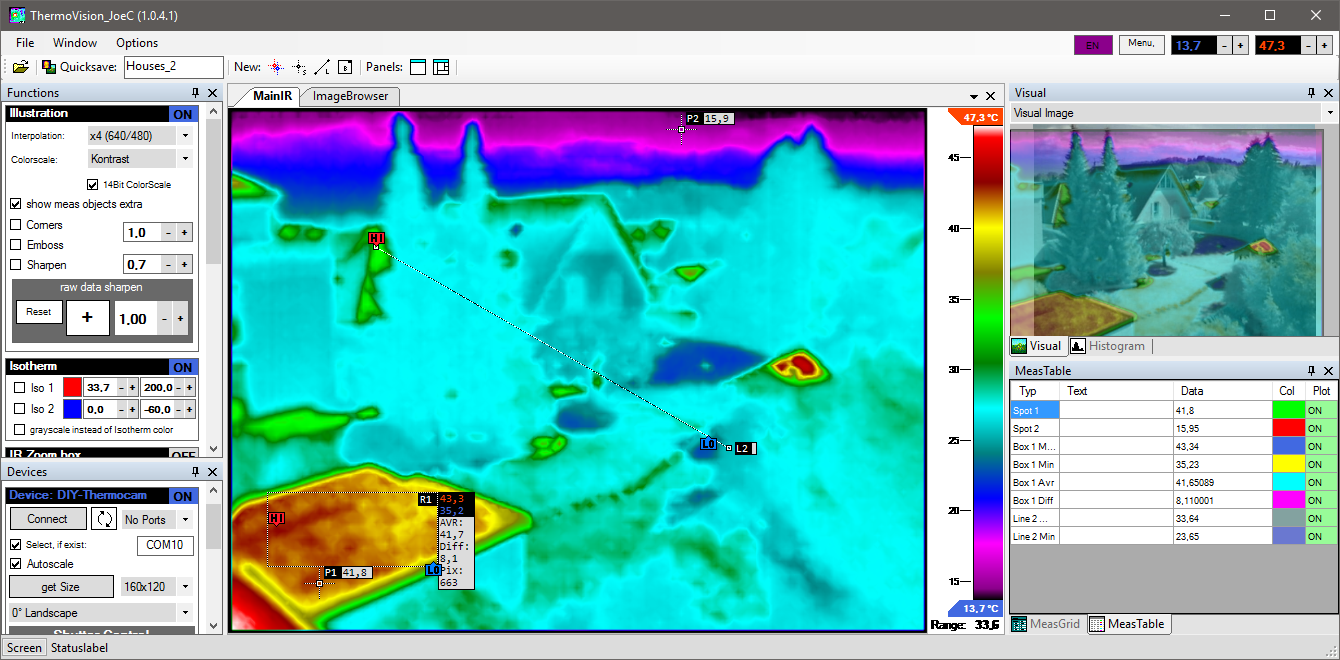 ThermoVision_JoeC (1.0.4.1)
File Window Options
EN Menu, 13,7 - + 47,3 - +
Quicksave: Houses_2 New: Panels:
Functions
Illustration ON
Interpolation: x4 (640/480)
Colorscale: Kontrast
14Bit ColorScale
show meas objects extra
Corners 1,0 - +
Emboss
Sharpen 0,7 - +
raw data sharpen
Reset + 1,00 - +
Isotherm ON
Iso 1 33,7 - + 200,0 - +
Iso 2 0,0 - + -60,0 - +
grayscale instead of Isotherm color
IR Zoom box OFF
Devices
Device: DIY-Thermocam ON
Connect No Ports
Select, if exist: COM10
Autoscale
get Size 160x120
0° Landscape
Shutter Control
Screen Statuslabel
MainIR ImageBrowser
P2 15,9
HI
LO L2
R1 43,3
35,2
AVR:
41,7
Diff:
8,1
Pix:
663
HI
LO
P1 41,8
47,3 °C
45
40
35
30
25
20
15
13,7 °C
Range: 33,6
Visual
Visual Image
Visual Histogram
MeasTable
Typ Text Data Col Plot
Spot 1 41,8 ON
Spot 2 15,95 ON
Box 1 M... 43,34 ON
Box 1 Min 35,23 ON
Box 1 Avr 41,65089 ON
Box 1 Diff 8,110001 ON
Line 2 ... 33,64 ON
Line 2 Min 23,65 ON
MeasGrid MeasTable